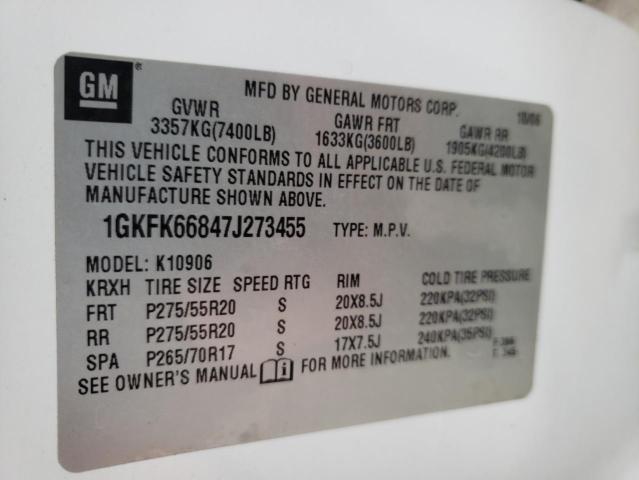 GM®
MFD BY GENERAL MOTORS CORP. 10/06
GVWR GAWR FRT GAWR RR
3357KG(7400LB) 1633KG(3600LB) 1905KG(4200LB)
THIS VEHICLE CONFORMS TO ALL APPLICABLE U.S. FEDERAL MOTOR
VEHICLE SAFETY STANDARDS IN EFFECT ON THE DATE OF
MANUFACTURE SHOWN ABOVE.
1GKFK66847J273455 TYPE: M.P.V.
MODEL: K10906
KRXH TIRE SIZE SPEED RTG RIM COLD TIRE PRESSURE
FRT P275/55R20 S 20X8.5J 220KPA(32PSI)
RR P275/55R20 S 20X8.5J 220KPA(32PSI)
SPA P265/70R17 S 17X7.5J 240KPA(35PSI)
SEE OWNER'S MANUAL i FOR MORE INFORMATION.